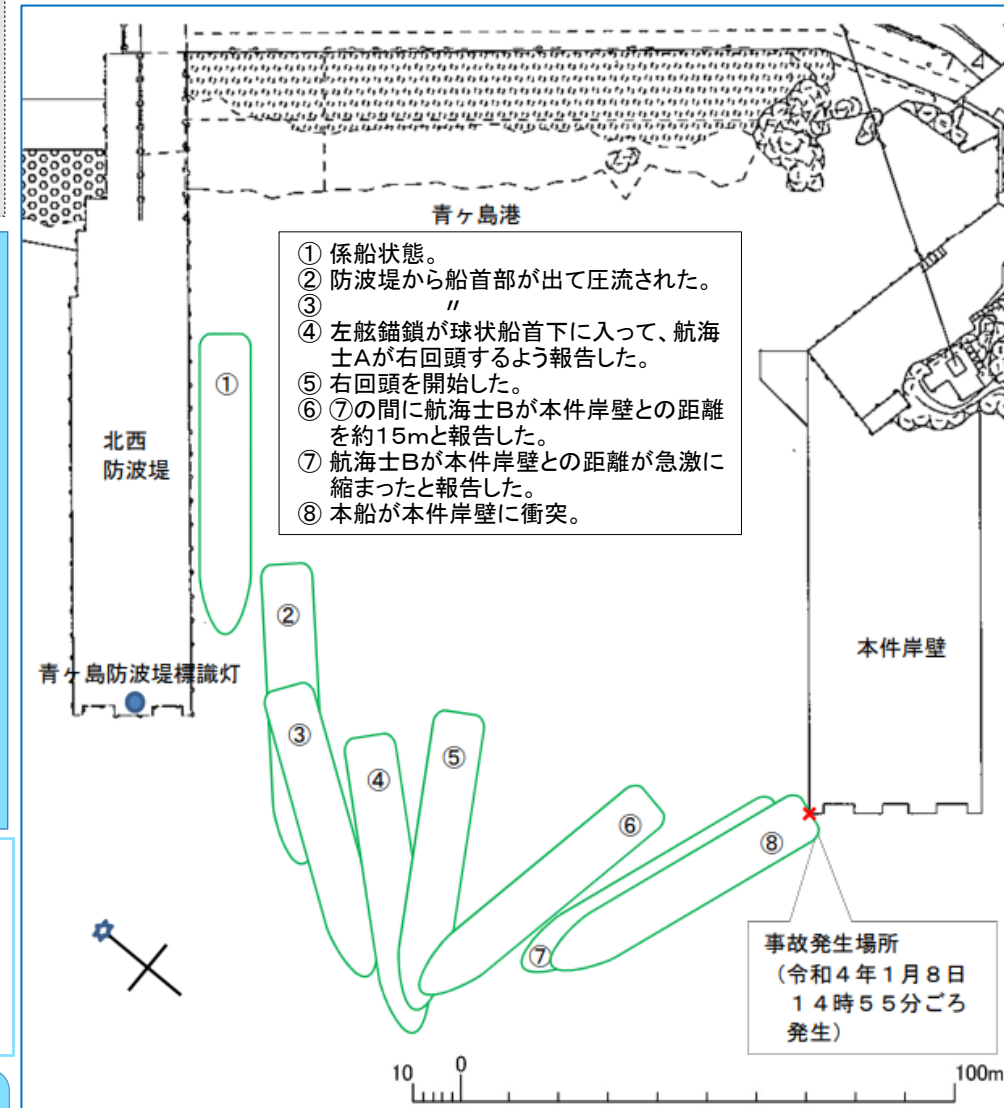 青ヶ島港
① 係船状態。
② 防波堤から船首部が出て圧流された。
③ 〃
④ 左舷錨鎖が球状船首下に入って、航海
士Aが右回頭するよう報告した。
⑤ 右回頭を開始した。
⑥ ⑦の間に航海士Bが本件岸壁との距離
を約15mと報告した。
⑦ 航海士Bが本件岸壁との距離が急激に
縮まったと報告した。
⑧ 本船が本件岸壁に衝突。
①
北西
防波堤
②
本件岸壁
青ヶ島防波堤標識灯
③
④
⑤
⑥
⑧
⑦
事故発生場所
（令和４年１月８日
１４時５５分ごろ
発生）
10 0 100m